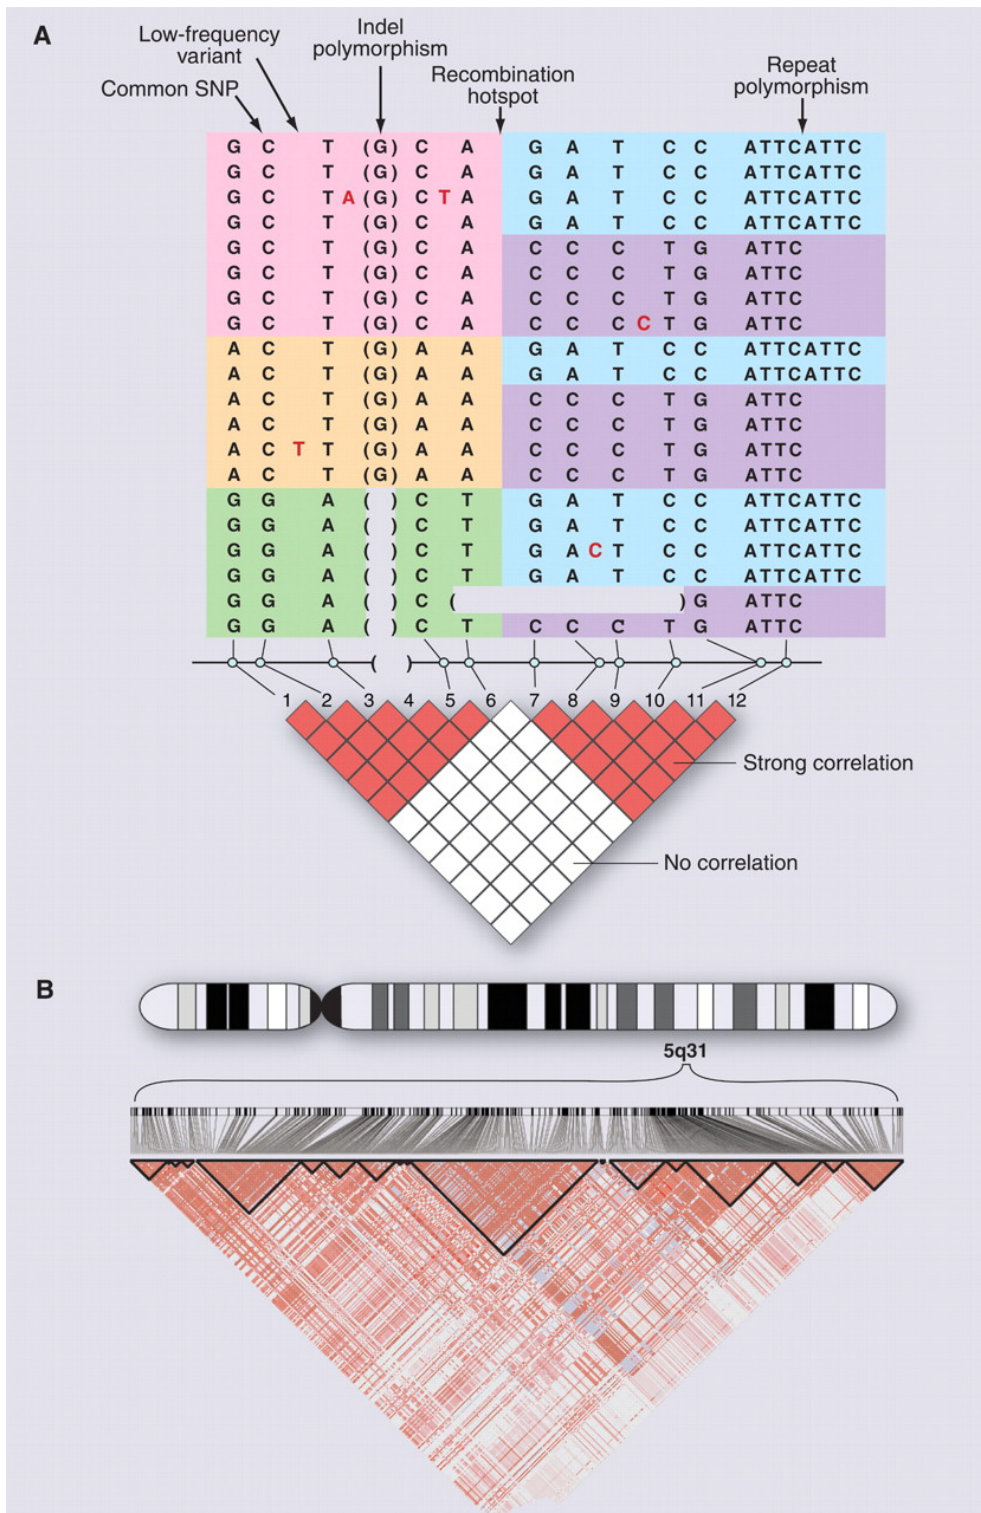 A
Low-frequency
variant
Common SNP
Indel
polymorphism
Recombination
hotspot
Repeat
polymorphism
G C T (G) C A G A T C C ATTCATTC
G C T (G) C A G A T C C ATTCATTC
G C T A (G) C T A G A T C C ATTCATTC
G C T (G) C A G A T C C ATTCATTC
G C T (G) C A C C C T G ATTC
G C T (G) C A C C C T G ATTC
G C T (G) C A C C C T G ATTC
G C T (G) C A C C C C T G ATTC
A C T (G) A A G A T C C ATTCATTC
A C T (G) A A G A T C C ATTCATTC
A C T (G) A A C C C T G ATTC
A C T (G) A A C C C T G ATTC
A C T T (G) A A C C C T G ATTC
A C T (G) A A C C C T G ATTC
G G A ( ) C T G A T C C ATTCATTC
G G A ( ) C T G A T C C ATTCATTC
G G A ( ) C T G A C T C C ATTCATTC
G G A ( ) C T G A T C C ATTCATTC
G G A ( ) C ( ) G ATTC
G G A ( ) C T C C C T G ATTC
( )
1 2 3 4 5 6 7 8 9 10 11 12
Strong correlation
No correlation
B
5q31